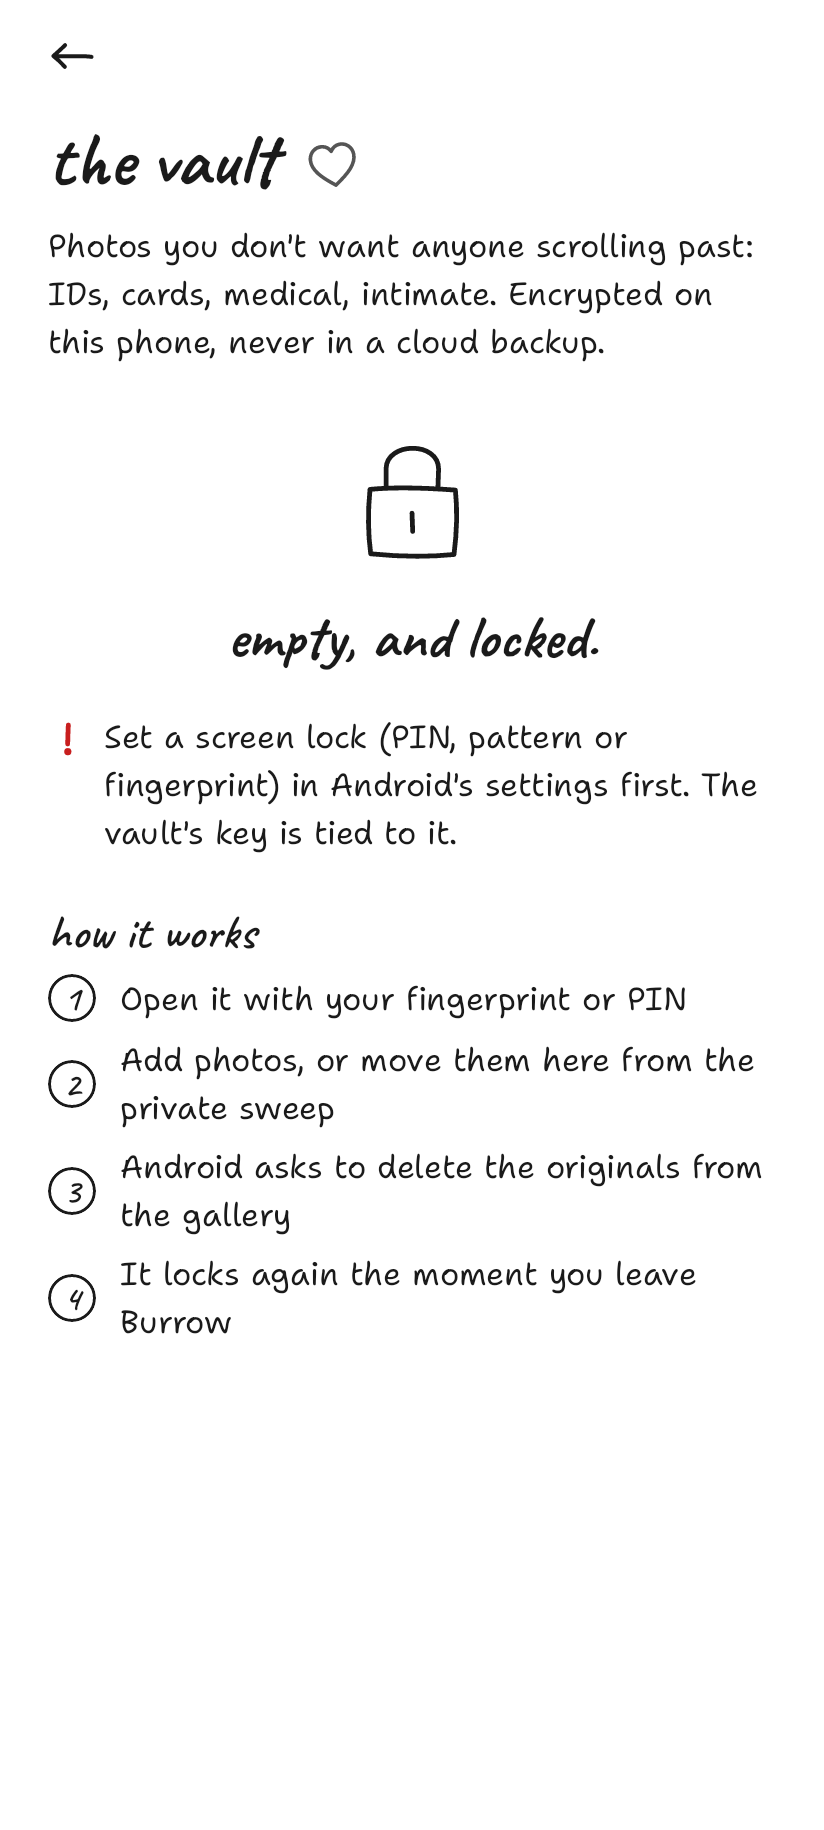 the vault
Photos you don't want anyone scrolling past:
IDs, cards, medical, intimate. Encrypted on
this phone, never in a cloud backup.
empty, and locked.
! Set a screen lock (PIN, pattern or
fingerprint) in Android's settings first. The
vault's key is tied to it.
how it works
1 Open it with your fingerprint or PIN
2 Add photos, or move them here from the
private sweep
3 Android asks to delete the originals from
the gallery
4 It locks again the moment you leave
Burrow